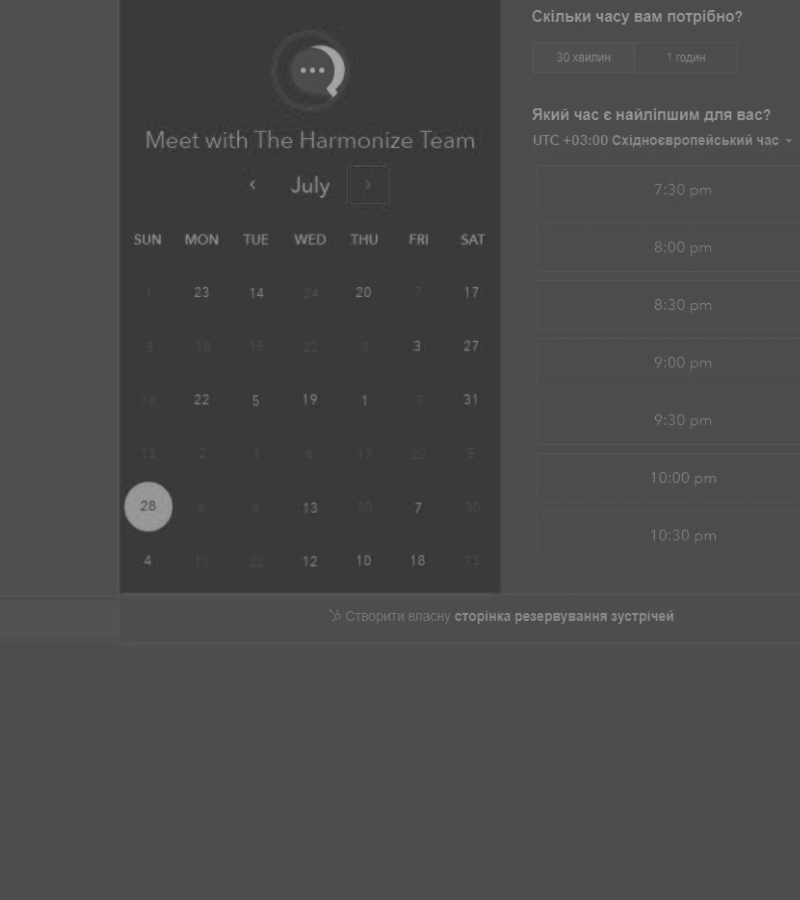 Meet with The Harmonize Team
July
SUN MON TUE WED THU FRI SAT
23 14 24 20 7 17
3 10 15 22 3 3 27
18 22 5 19 1 3 31
13 2 1 6 17 22 5
28 6 4 13 30 7 30
4 11 22 12 10 18 13
Скільки часу вам потрібно?
30 хвилин 1 годин
Який час є найліпшим для вас?
UTC +03:00 Східноєвропейський час
7:30 pm
8:00 pm
8:30 pm
9:00 pm
9:30 pm
10:00 pm
10:30 pm
Створити власну сторінка резервування зустрічей